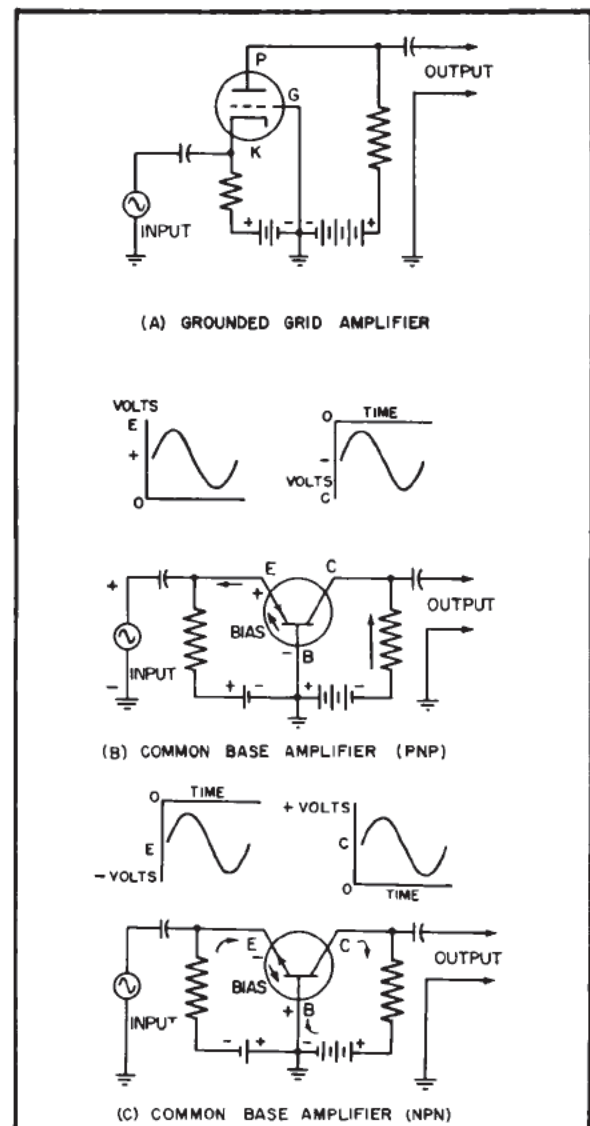 P
OUTPUT
G
K
INPUT
+ - - +
(A) GROUNDED GRID AMPLIFIER
VOLTS
E
+
O
O TIME
-
VOLTS
C
E C
+ +
OUTPUT
BIAS
- B
INPUT
- + - + -
(B) COMMON BASE AMPLIFIER (PNP)
O TIME
E
- VOLTS
+ VOLTS
C
O TIME
E C
OUTPUT
-
BIAS
+ B
INPUT
- + - +
(C) COMMON BASE AMPLIFIER (NPN)